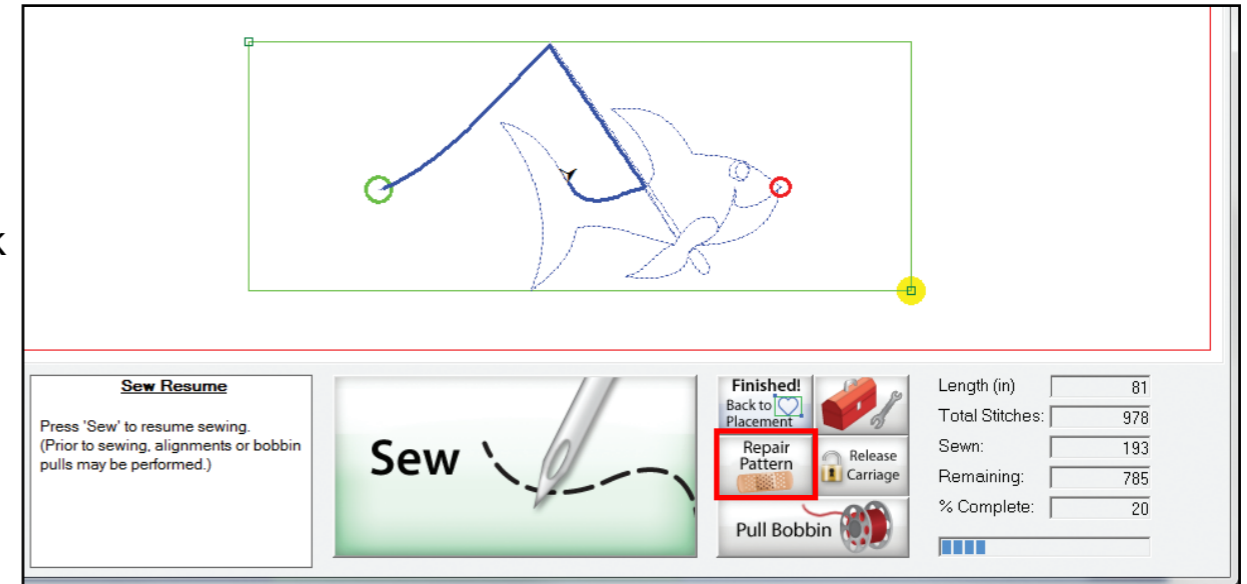 k
Sew Resume
Press 'Sew' to resume sewing.
(Prior to sewing, alignments or bobbin
pulls may be performed.)
Sew
Finished!
Back to
Placement
Repair
Pattern
Release
Carriage
Pull Bobbin
Length (in) 81
Total Stitches: 978
Sewn: 193
Remaining: 785
% Complete: 20